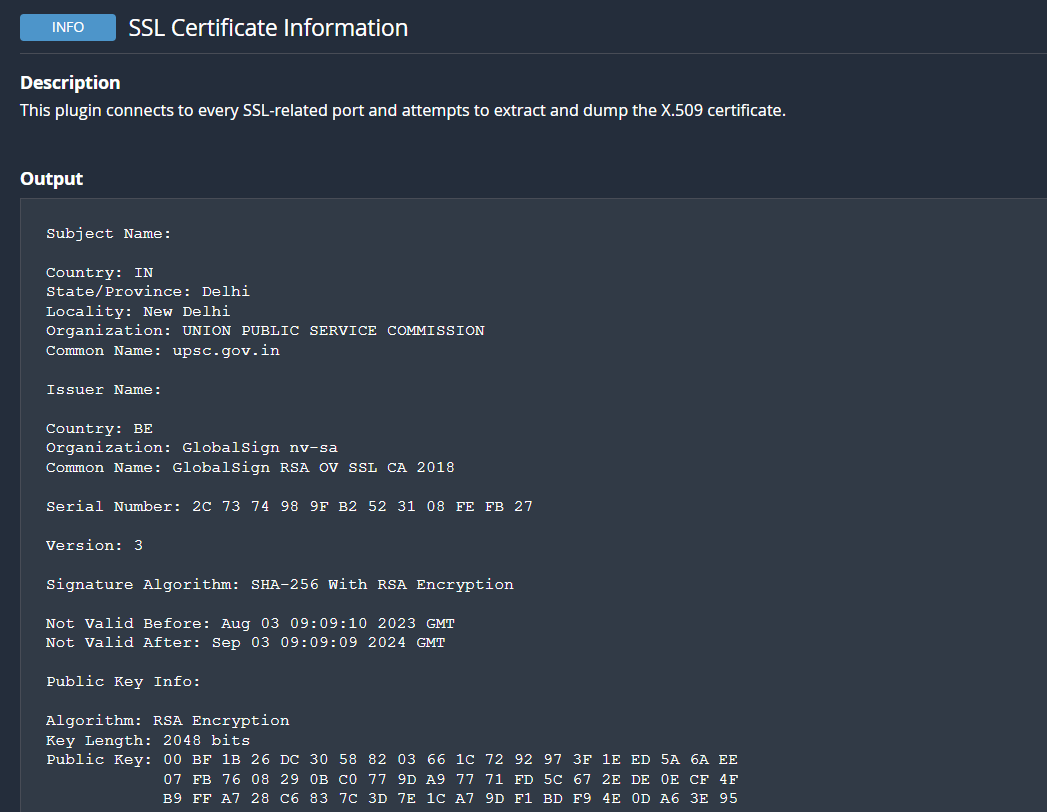 INFO
SSL Certificate Information
Description
This plugin connects to every SSL-related port and attempts to extract and dump the X.509 certificate.
Output
Subject Name:
Country: IN
State/Province: Delhi
Locality: New Delhi
Organization: UNION PUBLIC SERVICE COMMISSION
Common Name: upsc.gov.in
Issuer Name:
Country: BE
Organization: GlobalSign nv-sa
Common Name: GlobalSign RSA OV SSL CA 2018
Serial Number: 2C 73 74 98 9F B2 52 31 08 FE FB 27
Version: 3
Signature Algorithm: SHA-256 With RSA Encryption
Not Valid Before: Aug 03 09:09:10 2023 GMT
Not Valid After: Sep 03 09:09:09 2024 GMT
Public Key Info:
Algorithm: RSA Encryption
Key Length: 2048 bits
Public Key: 00 BF 1B 26 DC 30 58 82 03 66 1C 72 92 97 3F 1E ED 5A 6A EE
07 FB 76 08 29 0B C0 77 9D A9 77 71 FD 5C 67 2E DE 0E CF 4F
B9 FF A7 28 C6 83 7C 3D 7E 1C A7 9D F1 BD F9 4E 0D A6 3E 95